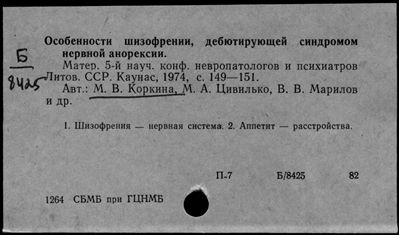 Особенности шизофрении, дебютирующей синдромом
нервной анорексии.
Б
8425
Матер. 5-й науч. конф. невропатологов и психиатров
Литов. ССР. Каунас, 1974, с. 149—151.
Авт.: М. В. Коркина, М. А. Цивилько, В. В. Марилов
и др.
1. Шизофрения — нервная система. 2. Аппетит — расстройства.
П-7 Б/8425 82
1264 СБМБ при ГЦНМБ